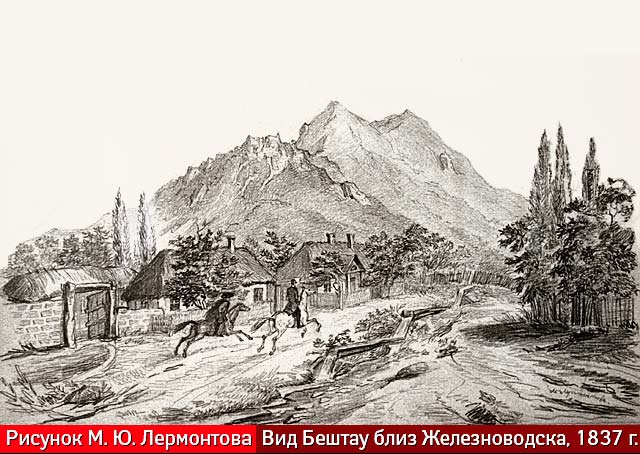 Рисунок М. Ю. Лермонтова Вид Бештау близ Железноводска, 1837 г.